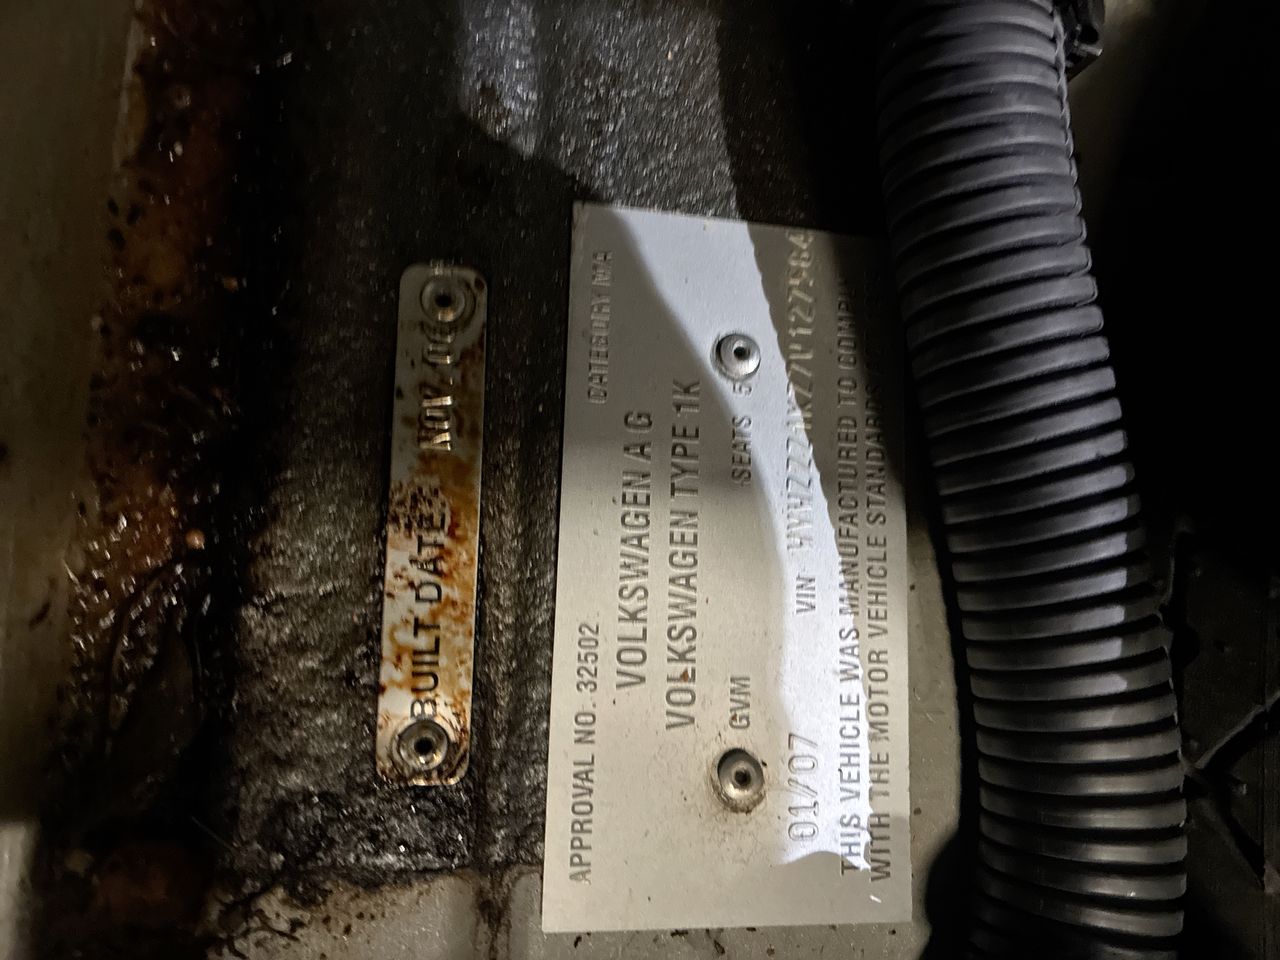 BUILT DATE: NOV 06
APPROVAL NO. 32502 CATEGORY MA
VOLKSWAGEN A G
VOLKSWAGEN TYPE 1K
GVM SEATS 5
01/07 VIN
THIS VEHICLE WAS MANUFACTURED TO COMPLY
WITH THE MOTOR VEHICLE STANDARDS